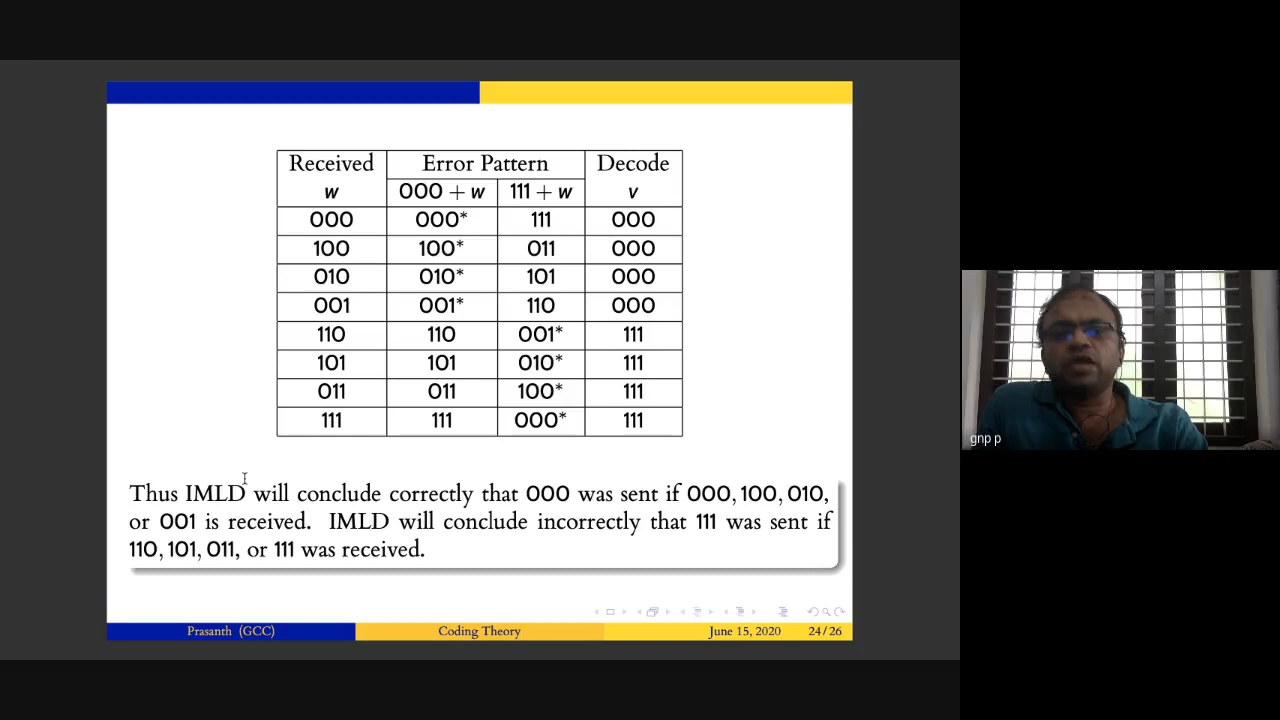 Received Error Pattern Decode
w 000 + w 111 + w v
000 000* 111 000
100 100* 011 000
010 010* 101 000
001 001* 110 000
110 110 001* 111
101 101 010* 111
011 011 100* 111
111 111 000* 111
Thus IMLD will conclude correctly that 000 was sent if 000, 100, 010,
or 001 is received. IMLD will conclude incorrectly that 111 was sent if
110, 101, 011, or 111 was received.
Prasanth (GCC) Coding Theory June 15, 2020 24/26
gnp p